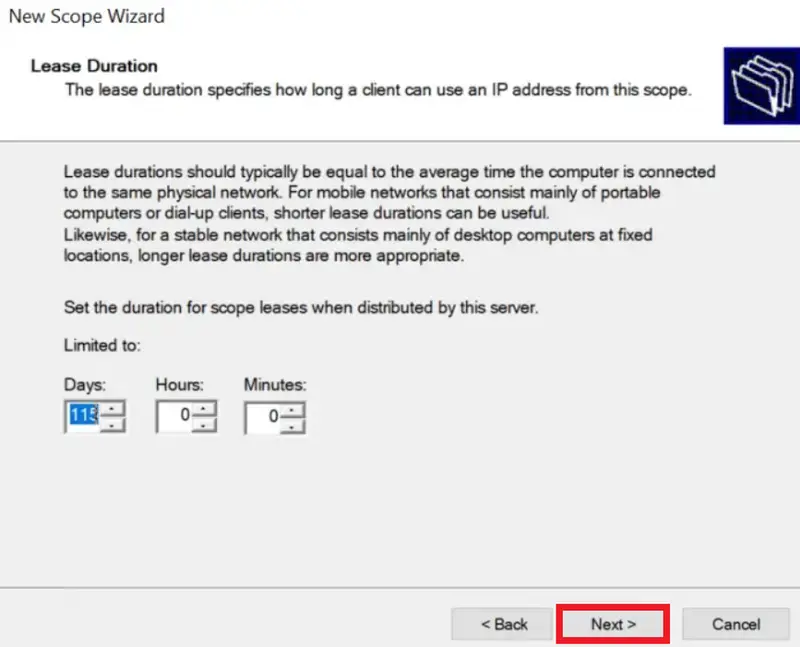 New Scope Wizard
Lease Duration
The lease duration specifies how long a client can use an IP address from this scope.
Lease durations should typically be equal to the average time the computer is connected
to the same physical network. For mobile networks that consist mainly of portable
computers or dial-up clients, shorter lease durations can be useful.
Likewise, for a stable network that consists mainly of desktop computers at fixed
locations, longer lease durations are more appropriate.
Set the duration for scope leases when distributed by this server.
Limited to:
Days: Hours: Minutes:
115 0 0
< Back Next > Cancel